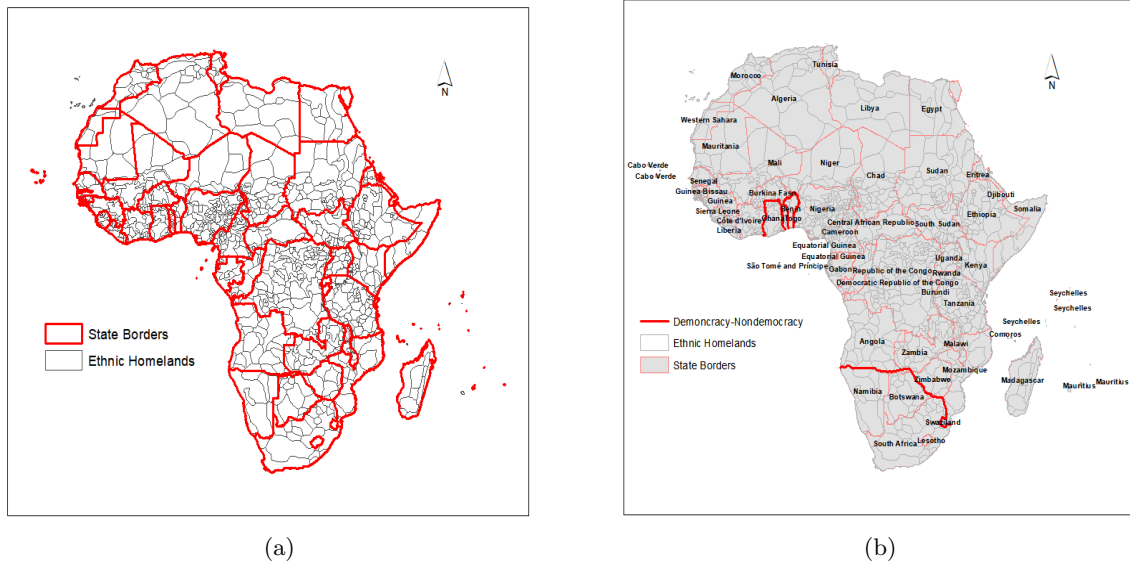 N
State Borders
Ethnic Homelands
(a)
N
Tunisia
Morocco
Algeria
Libya
Egypt
Western Sahara
Mauritania
Mali
Niger
Chad
Sudan
Eritrea
Cabo Verde
Cabo Verde
Senegal
Guinea Bissau
Guinea
Sierra Leone
Côte d'Ivoire
Liberia
Burkina Faso
Benin
Ghana
Togo
Nigeria
Djibouti
Somalia
Ethiopia
Central African Republic
South Sudan
Cameroon
Equatorial Guinea
Equatorial Guinea
São Tomé and Príncipe
Gabon
Republic of the Congo
Democratic Republic of the Congo
Uganda
Kenya
Rwanda
Burundi
Tanzania
Seychelles
Seychelles
Seychelles
Comoros
Angola
Zambia
Malawi
Mozambique
Madagascar
Mauritius
Mauritius
Zimbabwe
Namibia
Botswana
Swaziland
Lesotho
South Africa
Demoncracy-Nondemocracy
Ethnic Homelands
State Borders
(b)